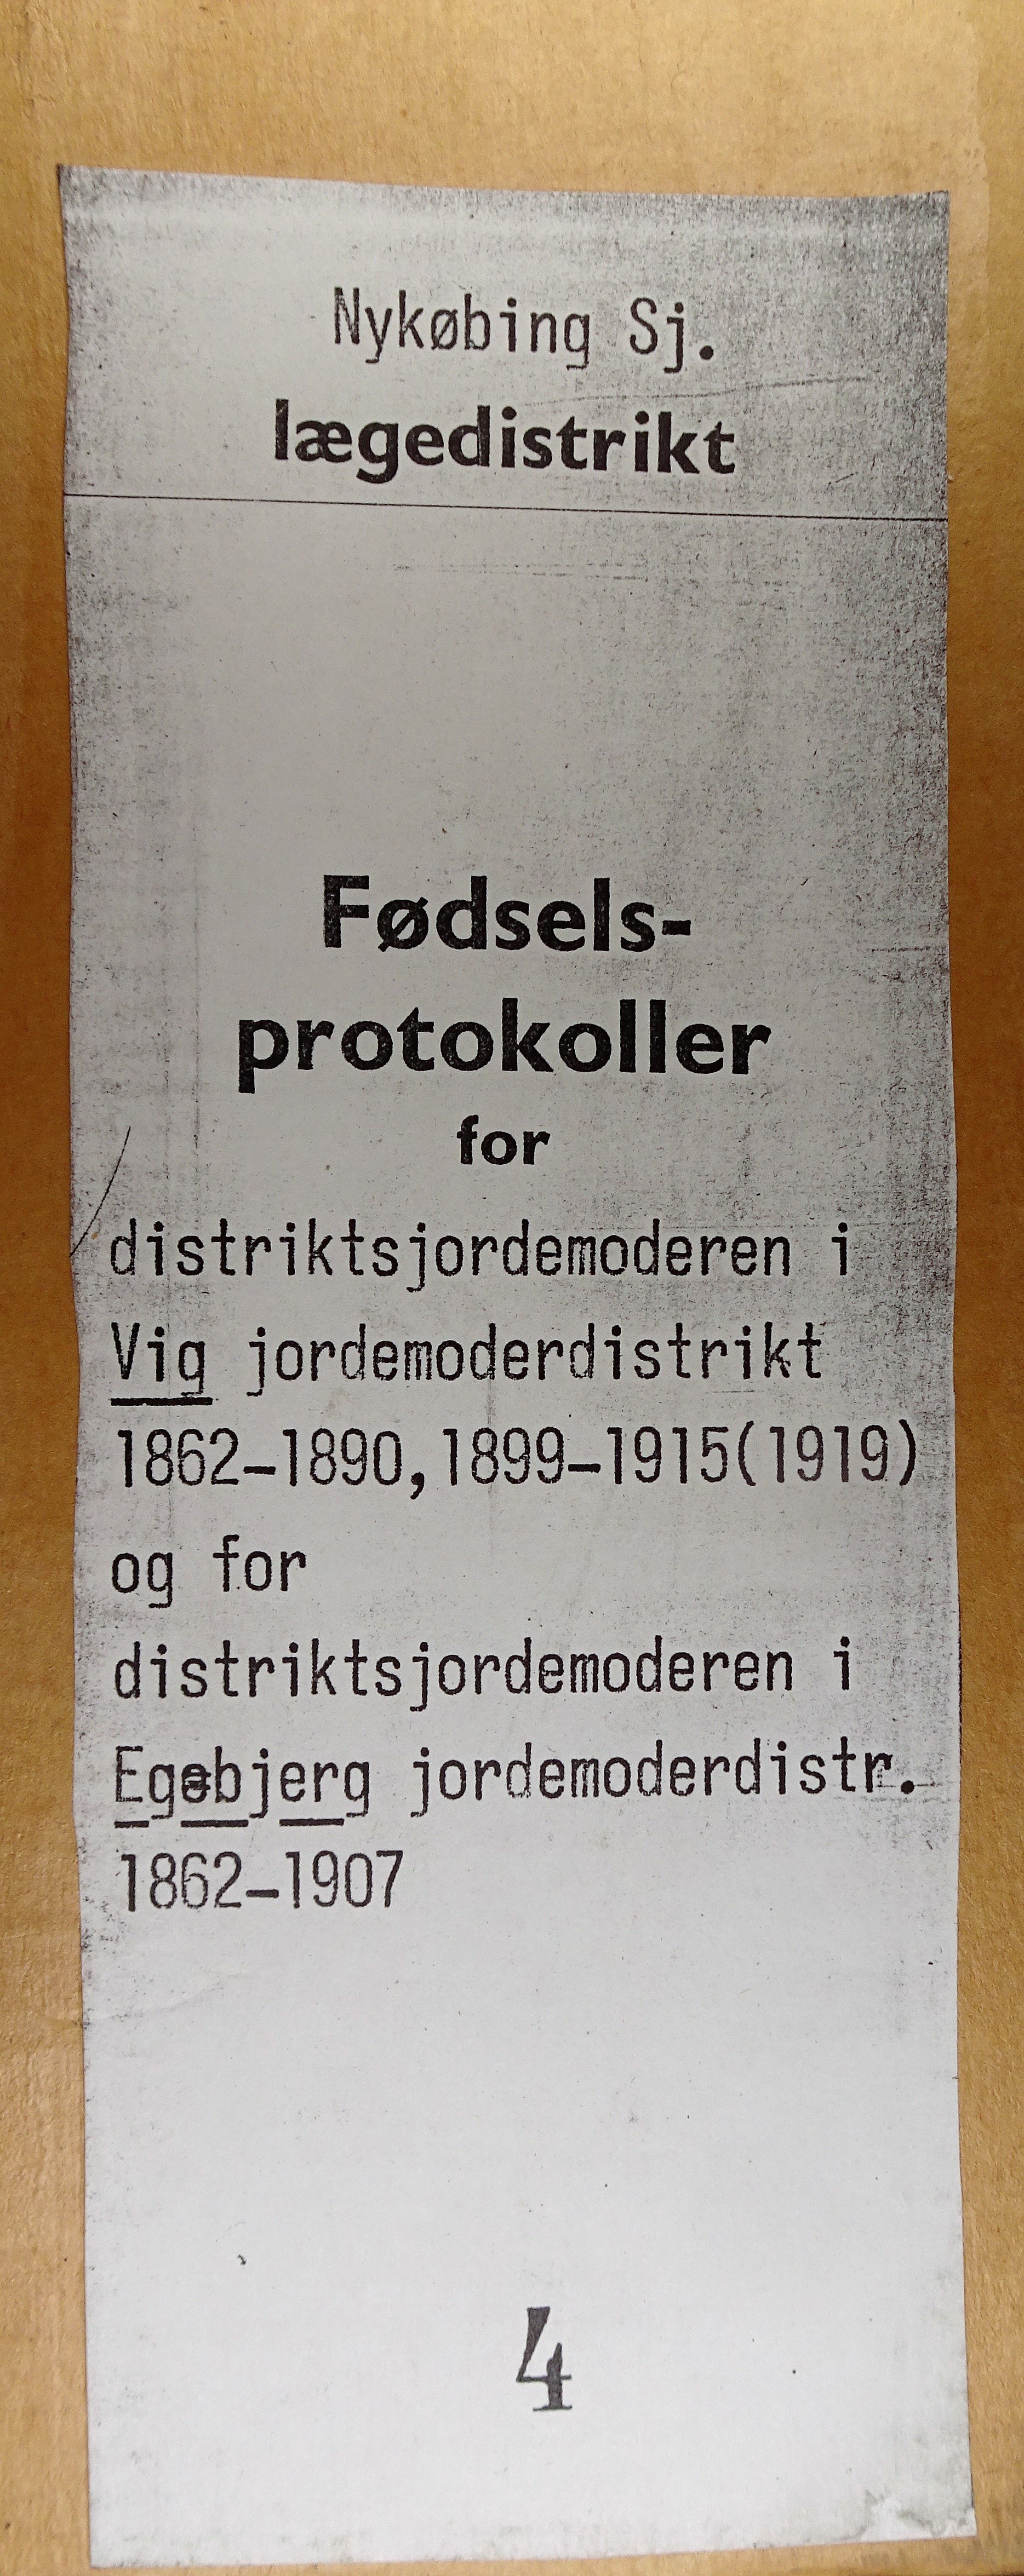 Nykøbing Sj.
lægedistrikt
Fødsels-
protokoller
for
distriktsjordemoderen i
Vig jordemoderdistrikt
1862-1890,1899-1915(1919)
og for
distriktsjordemoderen i
Egebjerg jordemoderdistr.
1862-1907
4